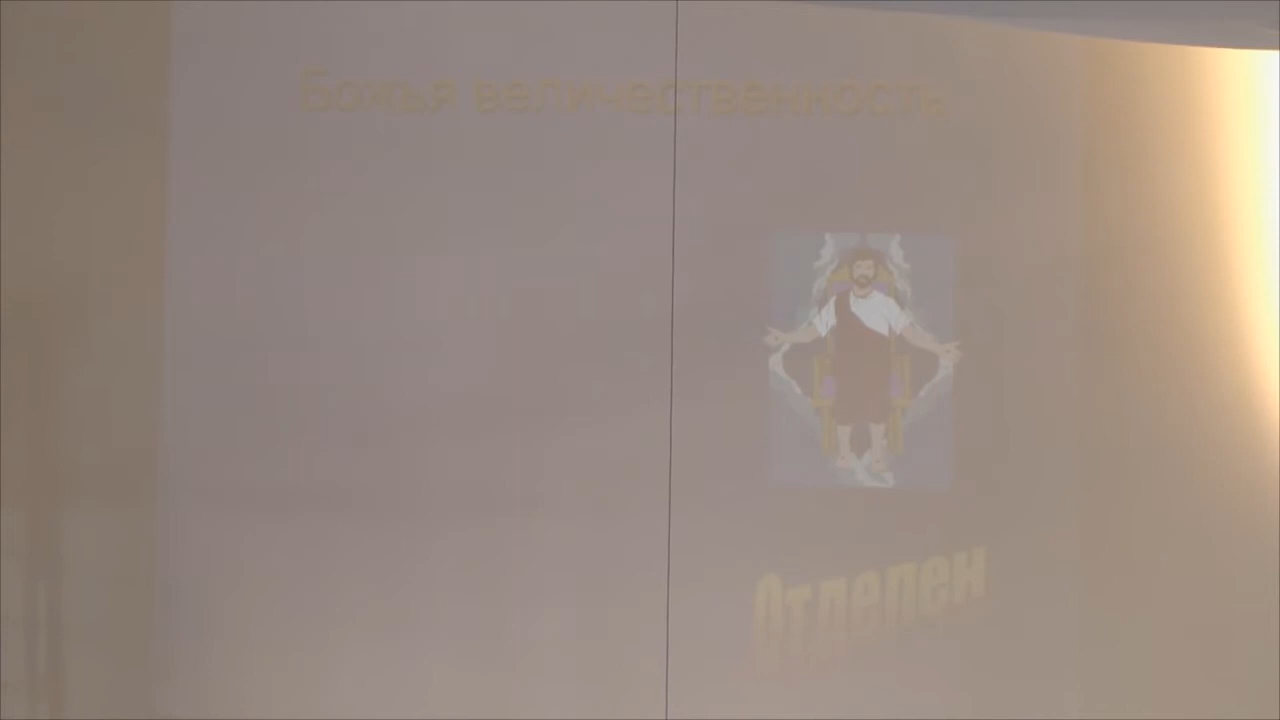 Божья величественность
Отделен